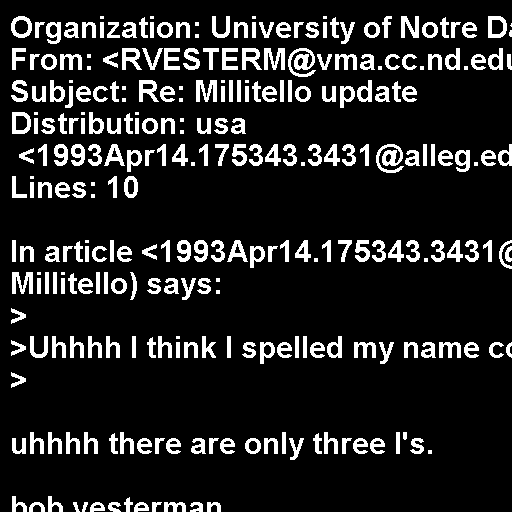 Organization: University of Notre Da
From: <RVESTERM@vma.cc.nd.edu
Subject: Re: Millitello update
Distribution: usa
<1993Apr14.175343.3431@alleg.ed
Lines: 10
In article <1993Apr14.175343.3431@
Millitello) says:
>
>Uhhhh I think I spelled my name co
>
uhhhh there are only three l's.
bob vesterman